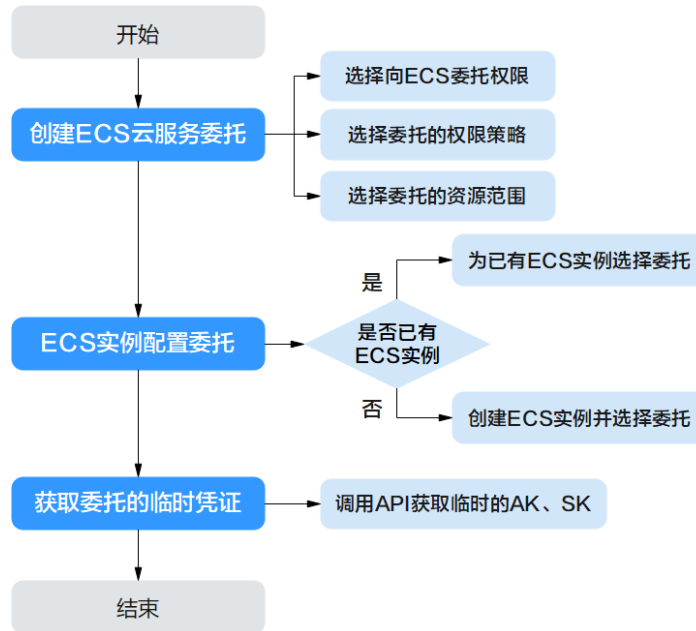 开始
创建ECS云服务委托
选择向ECS委托权限
选择委托的权限策略
选择委托的资源范围
ECS实例配置委托
是否已有
ECS实例
是
为已有ECS实例选择委托
否
创建ECS实例并选择委托
获取委托的临时凭证
调用API获取临时的AK、SK
结束